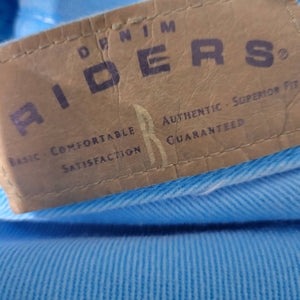 DENIM
RIDERS®
BASIC · COMFORTABLE
SATISFACTION
R
AUTHENTIC · SUPERIOR FIT
GUARANTEED